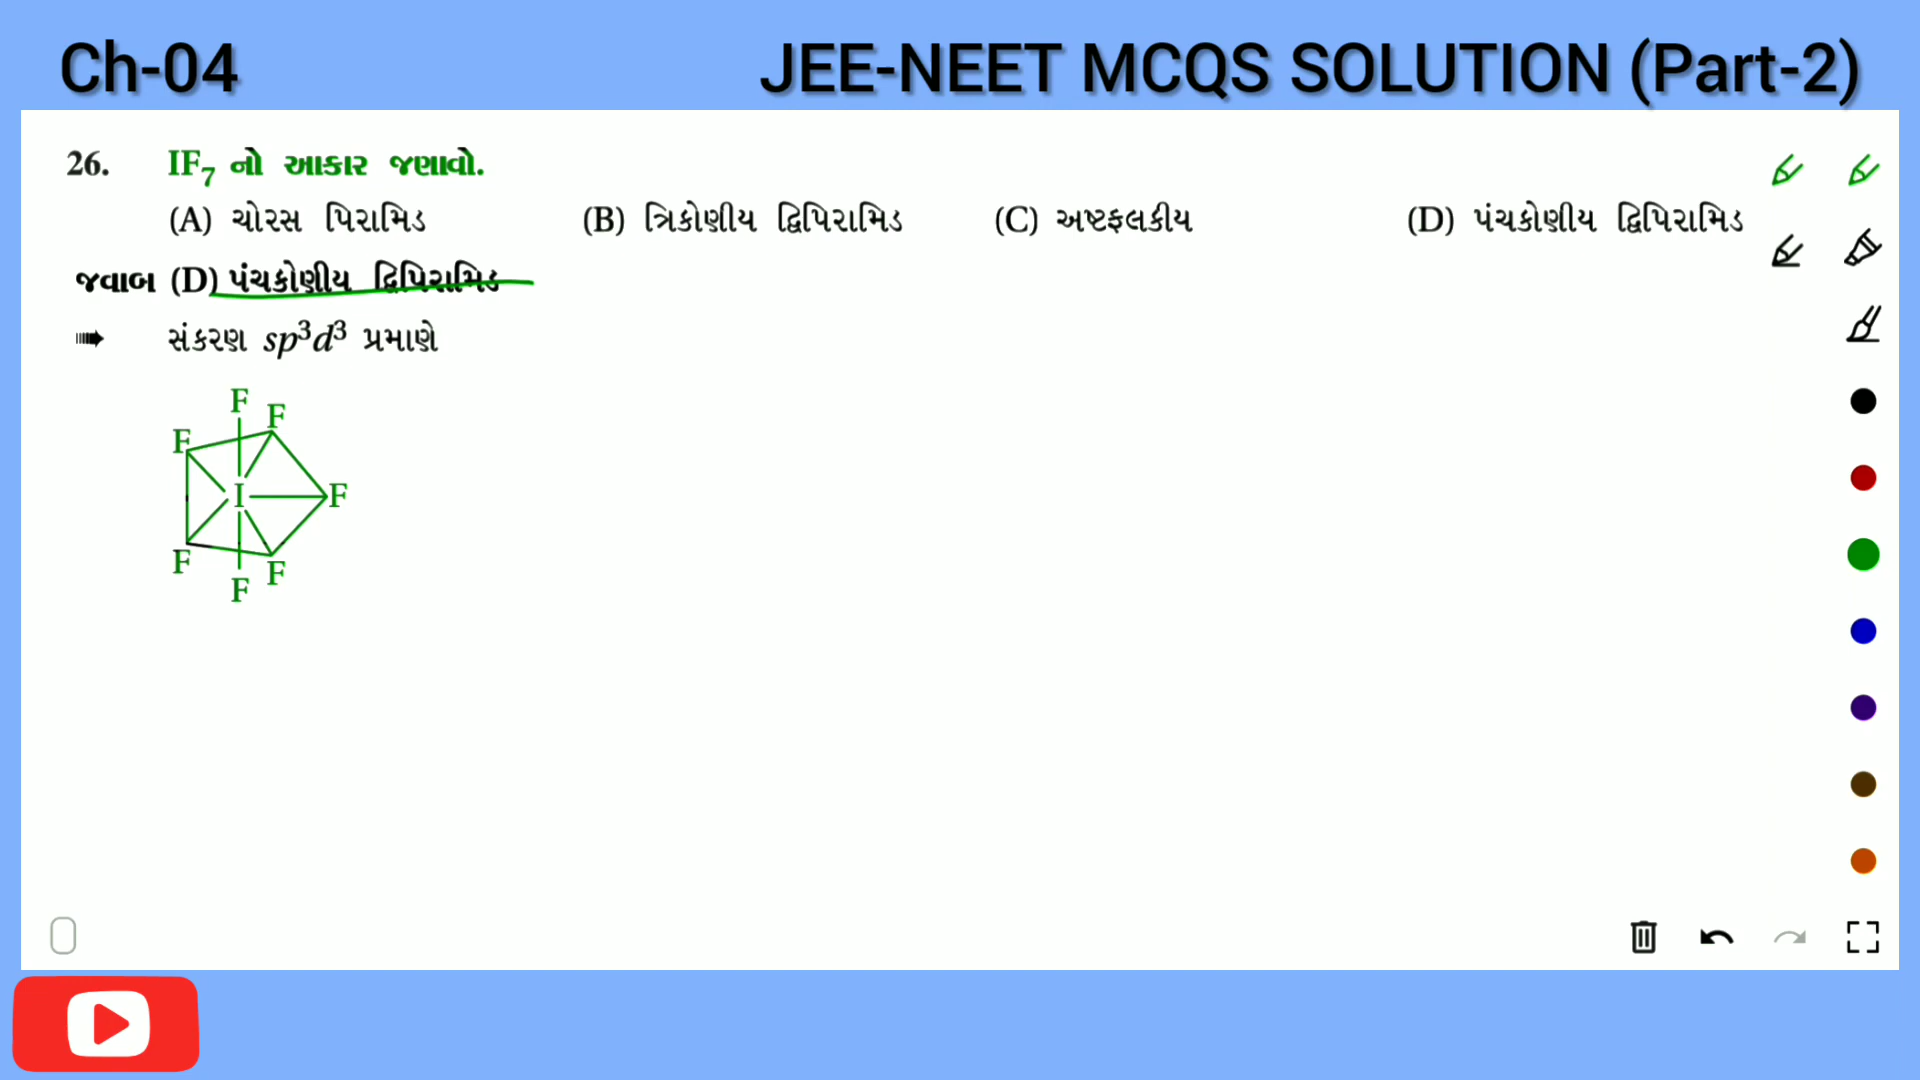 Ch-04 JEE-NEET MCQS SOLUTION (Part-2)
26. IF₇ નો આકાર જણાવો.
(A) ચોરસ પિરામિડ (B) ત્રિકોણીય દ્વિપિરામિડ (C) અષ્ટફલકીય (D) પંચકોણીય દ્વિપિરામિડ
જવાબ (D) પંચકોણીય દ્વિપિરામિડ
➠ સંકરણ sp³d³ પ્રમાણે
F
F
F
I F
F
F
F